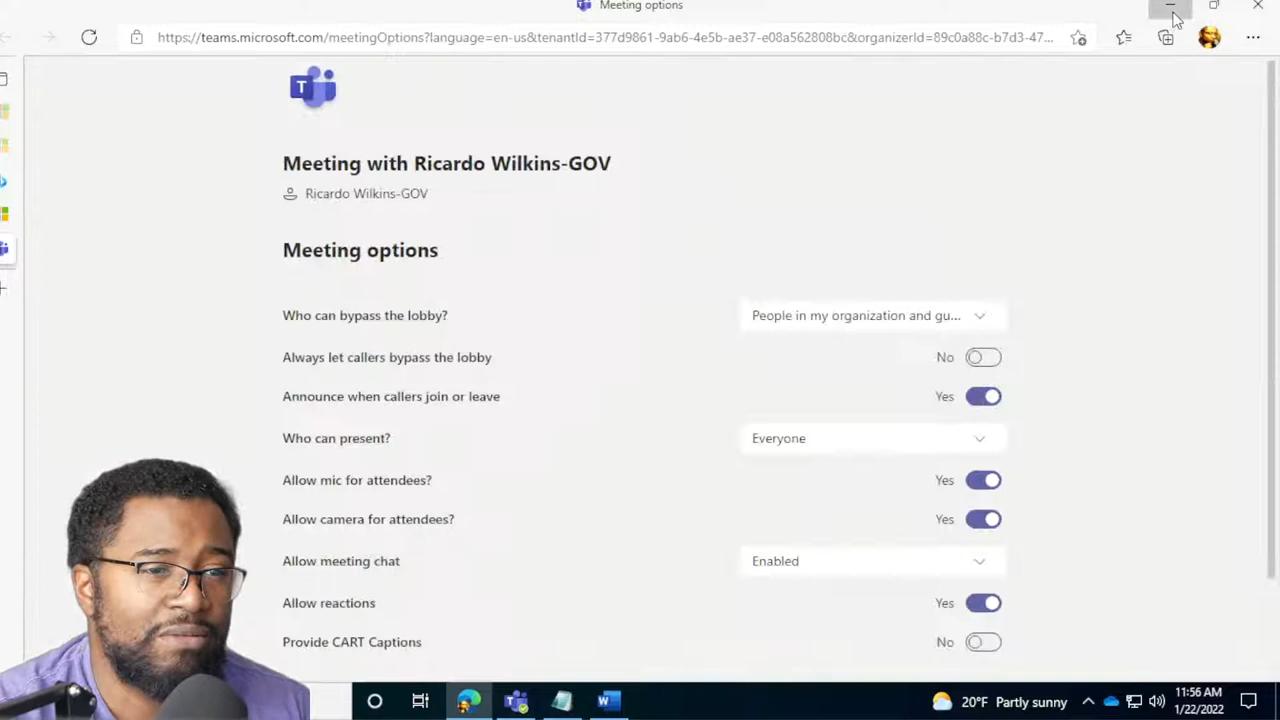 Meeting options
https://teams.microsoft.com/meetingOptions?language=en-us&tenantId=377d9861-9ab6-4e5b-ae37-e08a562808bc&organizerId=89c0a88c-b7d3-47...
T
Meeting with Ricardo Wilkins-GOV
Ricardo Wilkins-GOV
Meeting options
Who can bypass the lobby? People in my organization and gu...
Always let callers bypass the lobby No
Announce when callers join or leave Yes
Who can present? Everyone
Allow mic for attendees? Yes
Allow camera for attendees? Yes
Allow meeting chat Enabled
Allow reactions Yes
Provide CART Captions No
20°F Partly sunny
11:56 AM
1/22/2022